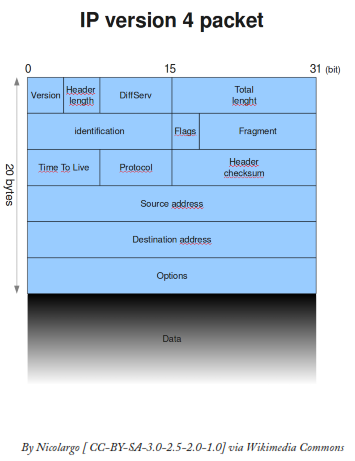 IP version 4 packet
0 15 31 (bit)
Version Header length DiffServ Total lenght
identification Flags Fragment
Time To Live Protocol Header checksum
20 bytes
Source address
Destination address
Options
Data
By Nicolargo [ CC-BY-SA-3.0-2.5-2.0-1.0] via Wikimedia Commons